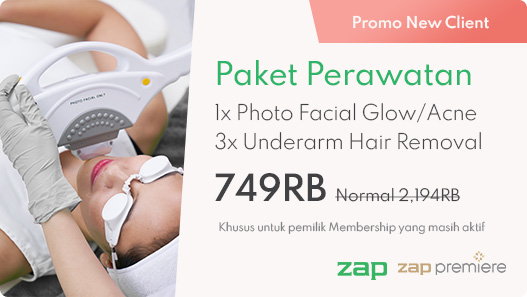 Promo New Client
Paket Perawatan
1x Photo Facial Glow/Acne
3x Underarm Hair Removal
749RB Normal 2,194RB
Khusus untuk pemilik Membership yang masih aktif
zap zap premiere
PHOTO FACIAL ONLY